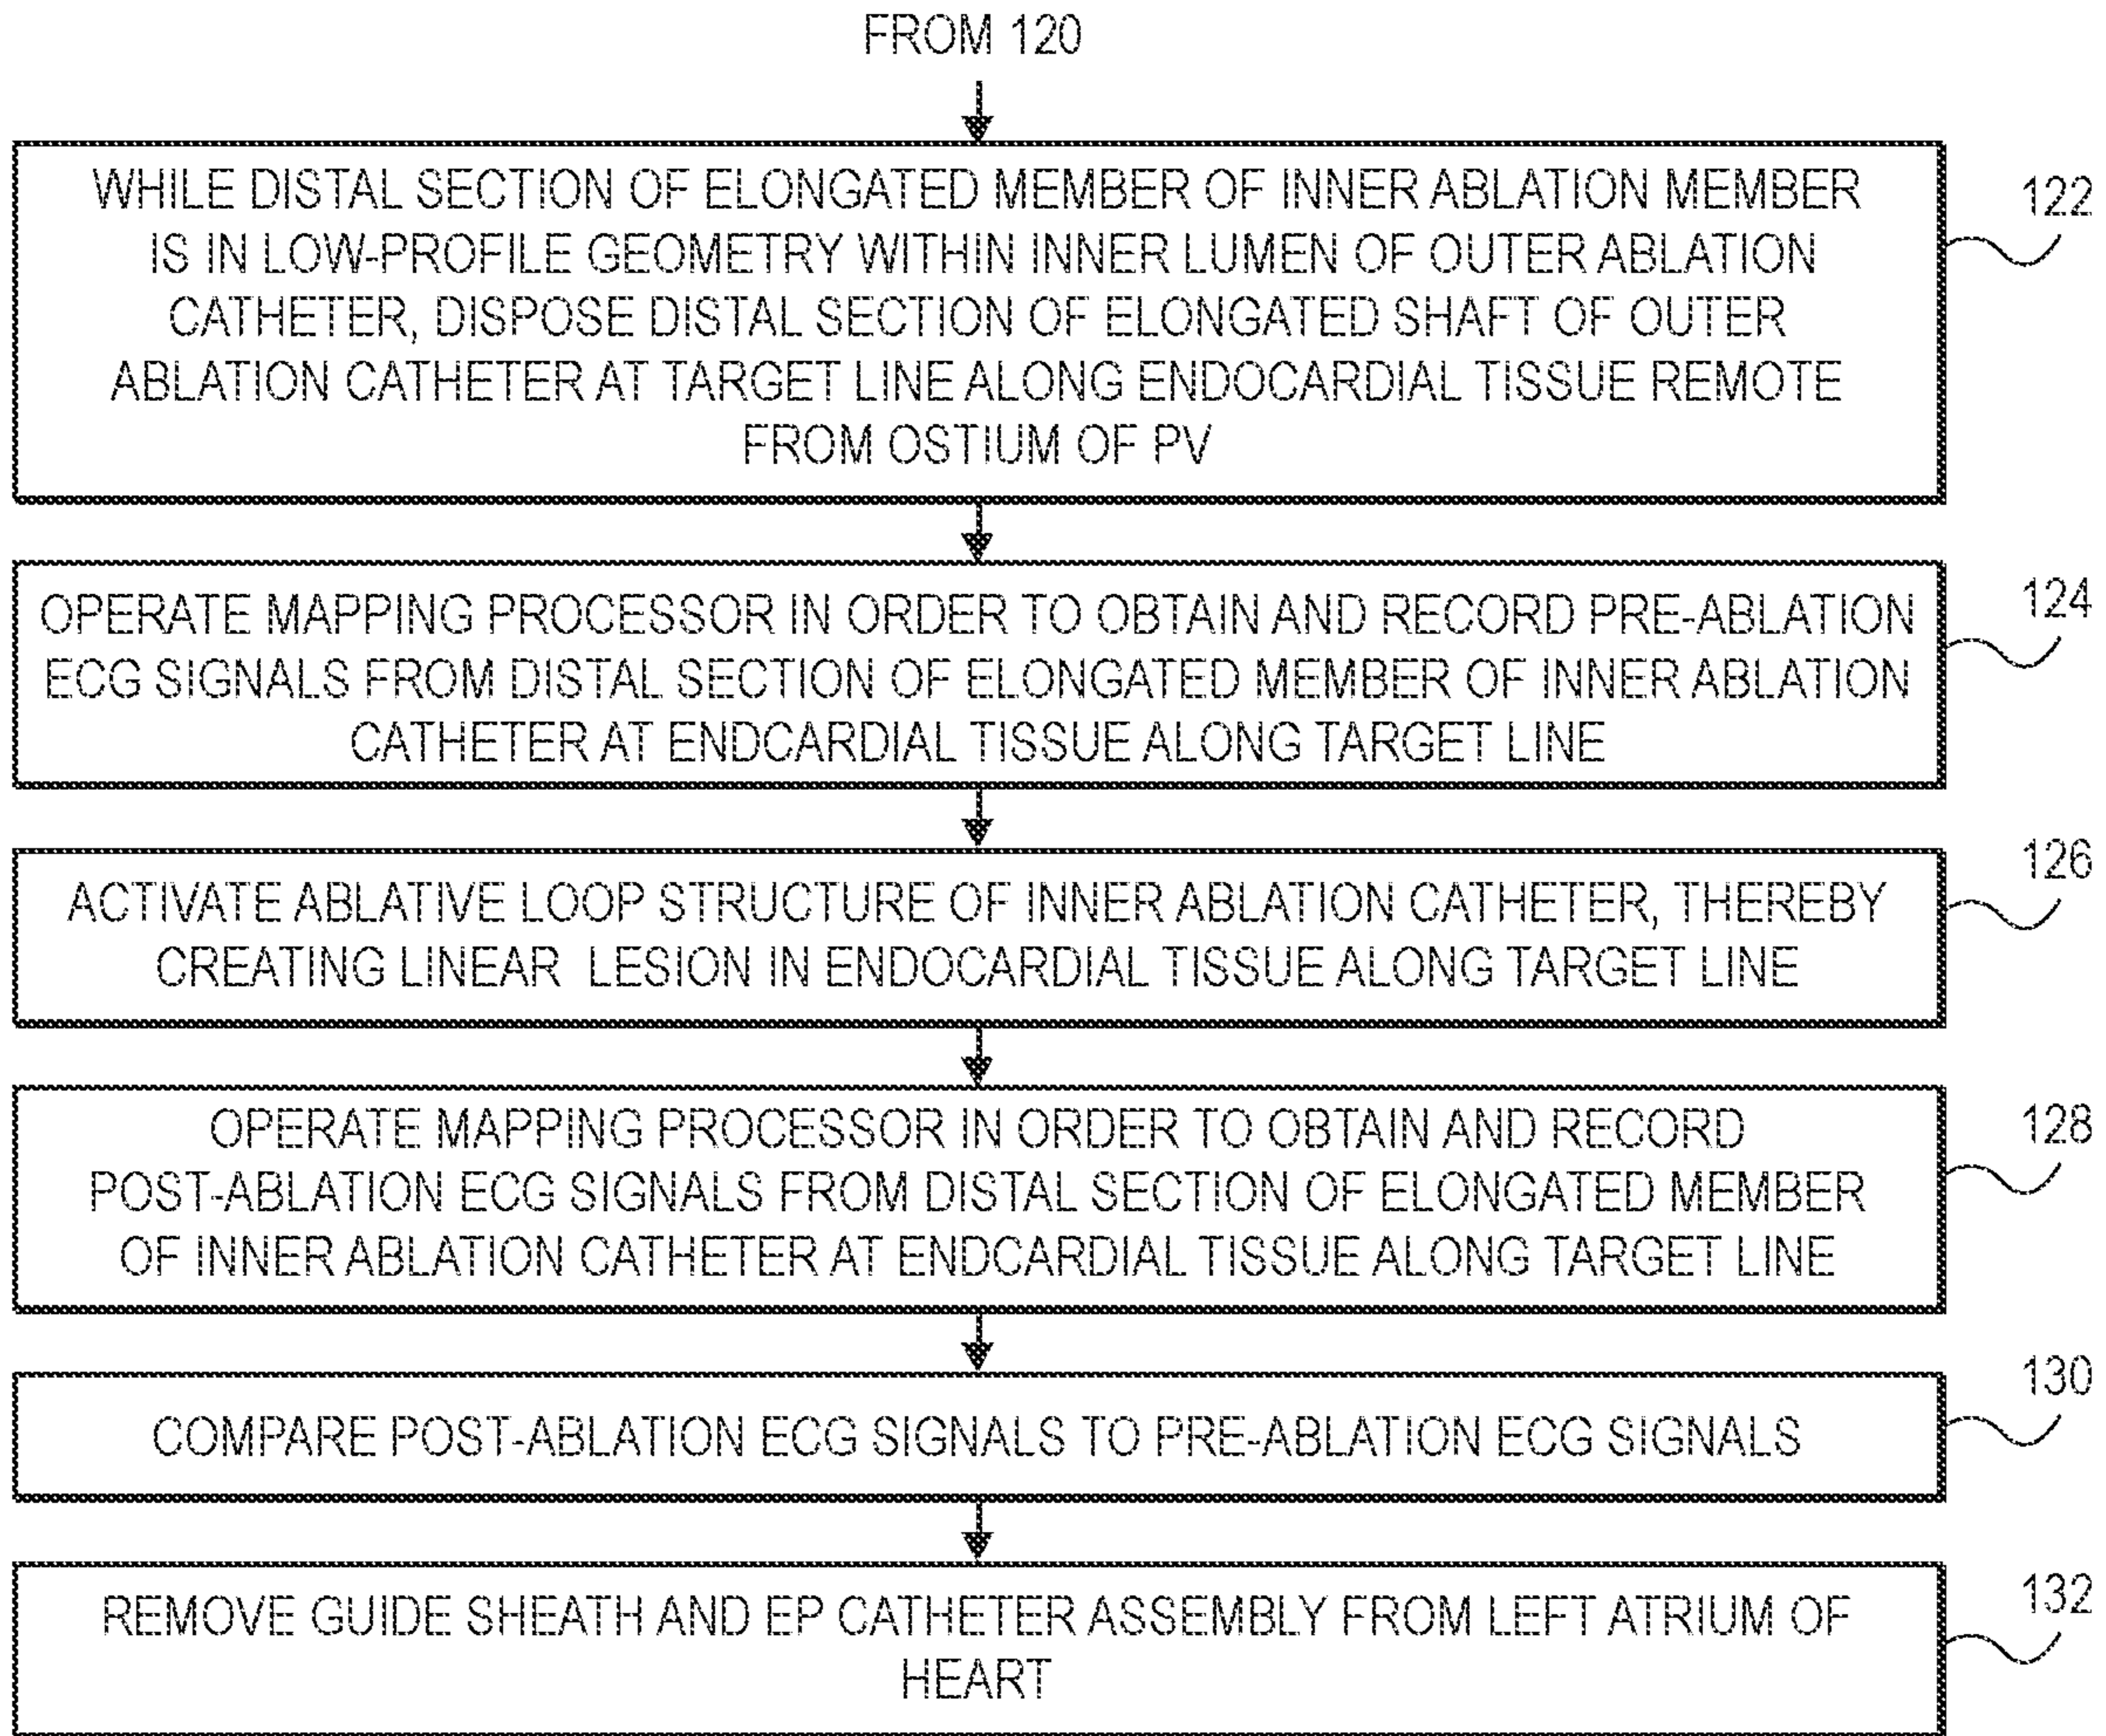 FROM 120
WHILE DISTAL SECTION OF ELONGATED MEMBER OF INNER ABLATION MEMBER
IS IN LOW-PROFILE GEOMETRY WITHIN INNER LUMEN OF OUTER ABLATION
CATHETER, DISPOSE DISTAL SECTION OF ELONGATED SHAFT OF OUTER
ABLATION CATHETER AT TARGET LINE ALONG ENDOCARDIAL TISSUE REMOTE
FROM OSTIUM OF PV
122
OPERATE MAPPING PROCESSOR IN ORDER TO OBTAIN AND RECORD PRE-ABLATION
ECG SIGNALS FROM DISTAL SECTION OF ELONGATED MEMBER OF INNER ABLATION
CATHETER AT ENDCARDIAL TISSUE ALONG TARGET LINE
124
ACTIVATE ABLATIVE LOOP STRUCTURE OF INNER ABLATION CATHETER, THEREBY
CREATING LINEAR LESION IN ENDOCARDIAL TISSUE ALONG TARGET LINE
126
OPERATE MAPPING PROCESSOR IN ORDER TO OBTAIN AND RECORD
POST-ABLATION ECG SIGNALS FROM DISTAL SECTION OF ELONGATED MEMBER
OF INNER ABLATION CATHETER AT ENDCARDIAL TISSUE ALONG TARGET LINE
128
COMPARE POST-ABLATION ECG SIGNALS TO PRE-ABLATION ECG SIGNALS
130
REMOVE GUIDE SHEATH AND EP CATHETER ASSEMBLY FROM LEFT ATRIUM OF
HEART
132